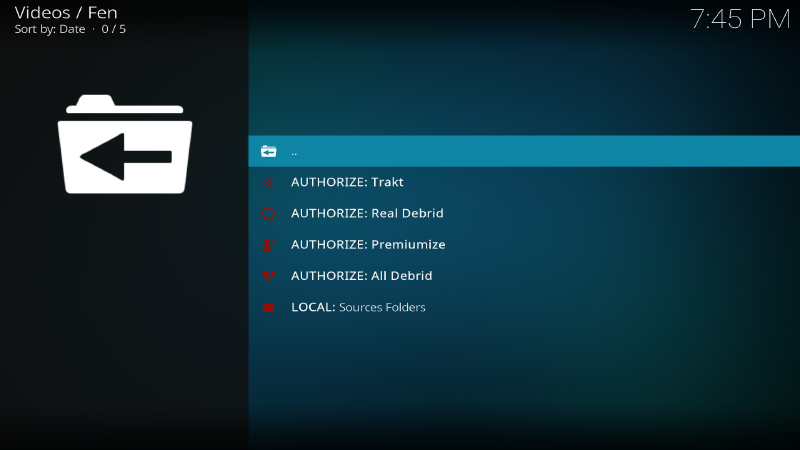 Videos / Fen
Sort by: Date · 0 / 5
7:45 PM
..
AUTHORIZE: Trakt
AUTHORIZE: Real Debrid
AUTHORIZE: Premiumize
AUTHORIZE: All Debrid
LOCAL: Sources Folders